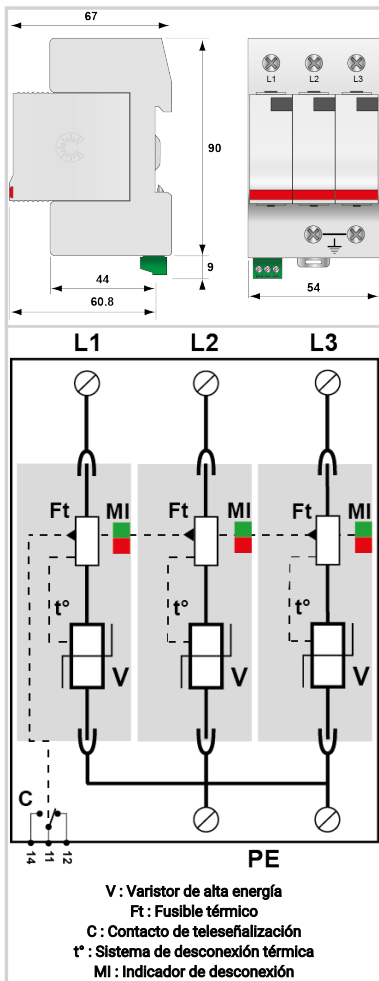 67
90
44
9
60.8
L1 L2 L3
54
L1 L2 L3
Ft MI Ft MI Ft MI
t° t° t°
V V V
C
14 11 12
PE
V : Varistor de alta energía
Ft : Fusible térmico
C : Contacto de teleseñalización
t° : Sistema de desconexión térmica
MI : Indicador de desconexión